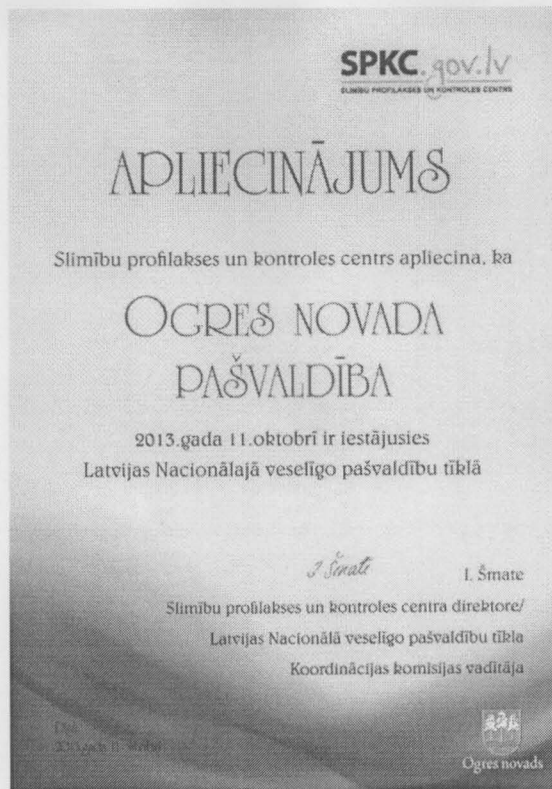 SPKC.gov.lv
SLIMĪBU PROFILAKSES UN KONTROLES CENTRS
APLIECINĀJUMS
Slimību profilakses un kontroles centrs apliecina, ka
OGRES NOVADA
PAŠVALDĪBA
2013.gada 11.oktobrī ir iestājusies
Latvijas Nacionālajā veselīgo pašvaldību tīklā
I. Šmate
I. Šmate
Slimību profilakses un kontroles centra direktore/
Latvijas Nacionālā veselīgo pašvaldību tīkla
Koordinācijas komisijas vadītāja
Ogres novads